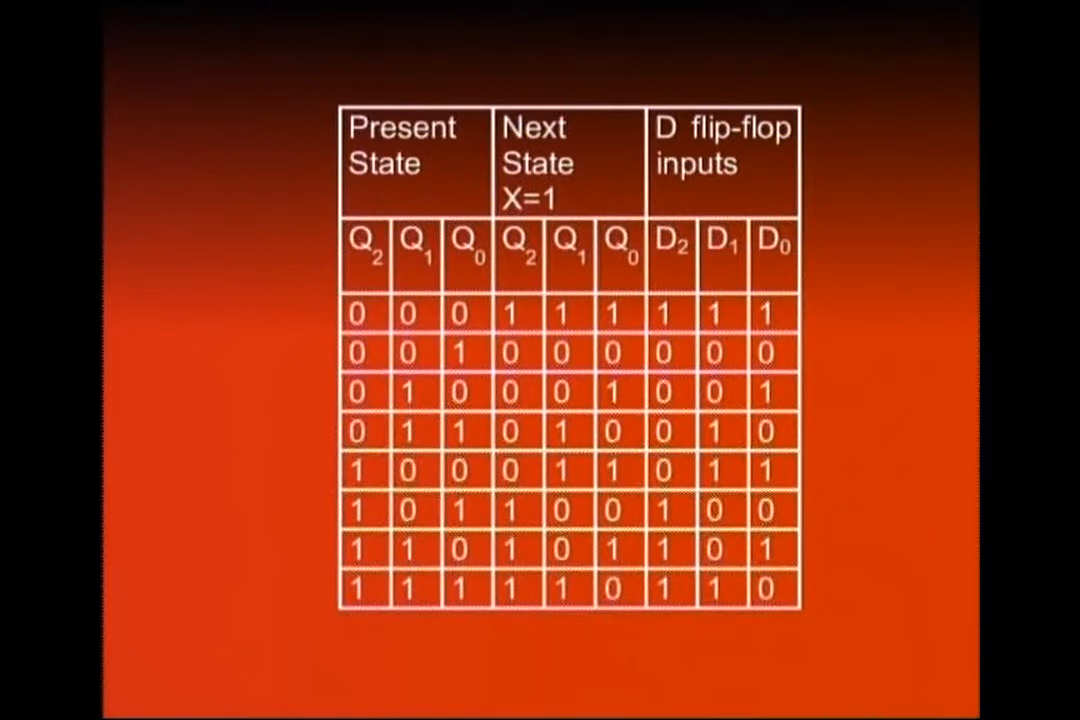 Present State Next State X=1 D flip-flop inputs
Q2 Q1 Q0 Q2 Q1 Q0 D2 D1 D0
0 0 0 1 1 1 1 1 1
0 0 1 0 0 0 0 0 0
0 1 0 0 0 1 0 0 1
0 1 1 0 1 0 0 1 0
1 0 0 0 1 1 0 1 1
1 0 1 1 0 0 1 0 0
1 1 0 1 0 1 1 0 1
1 1 1 1 1 0 1 1 0